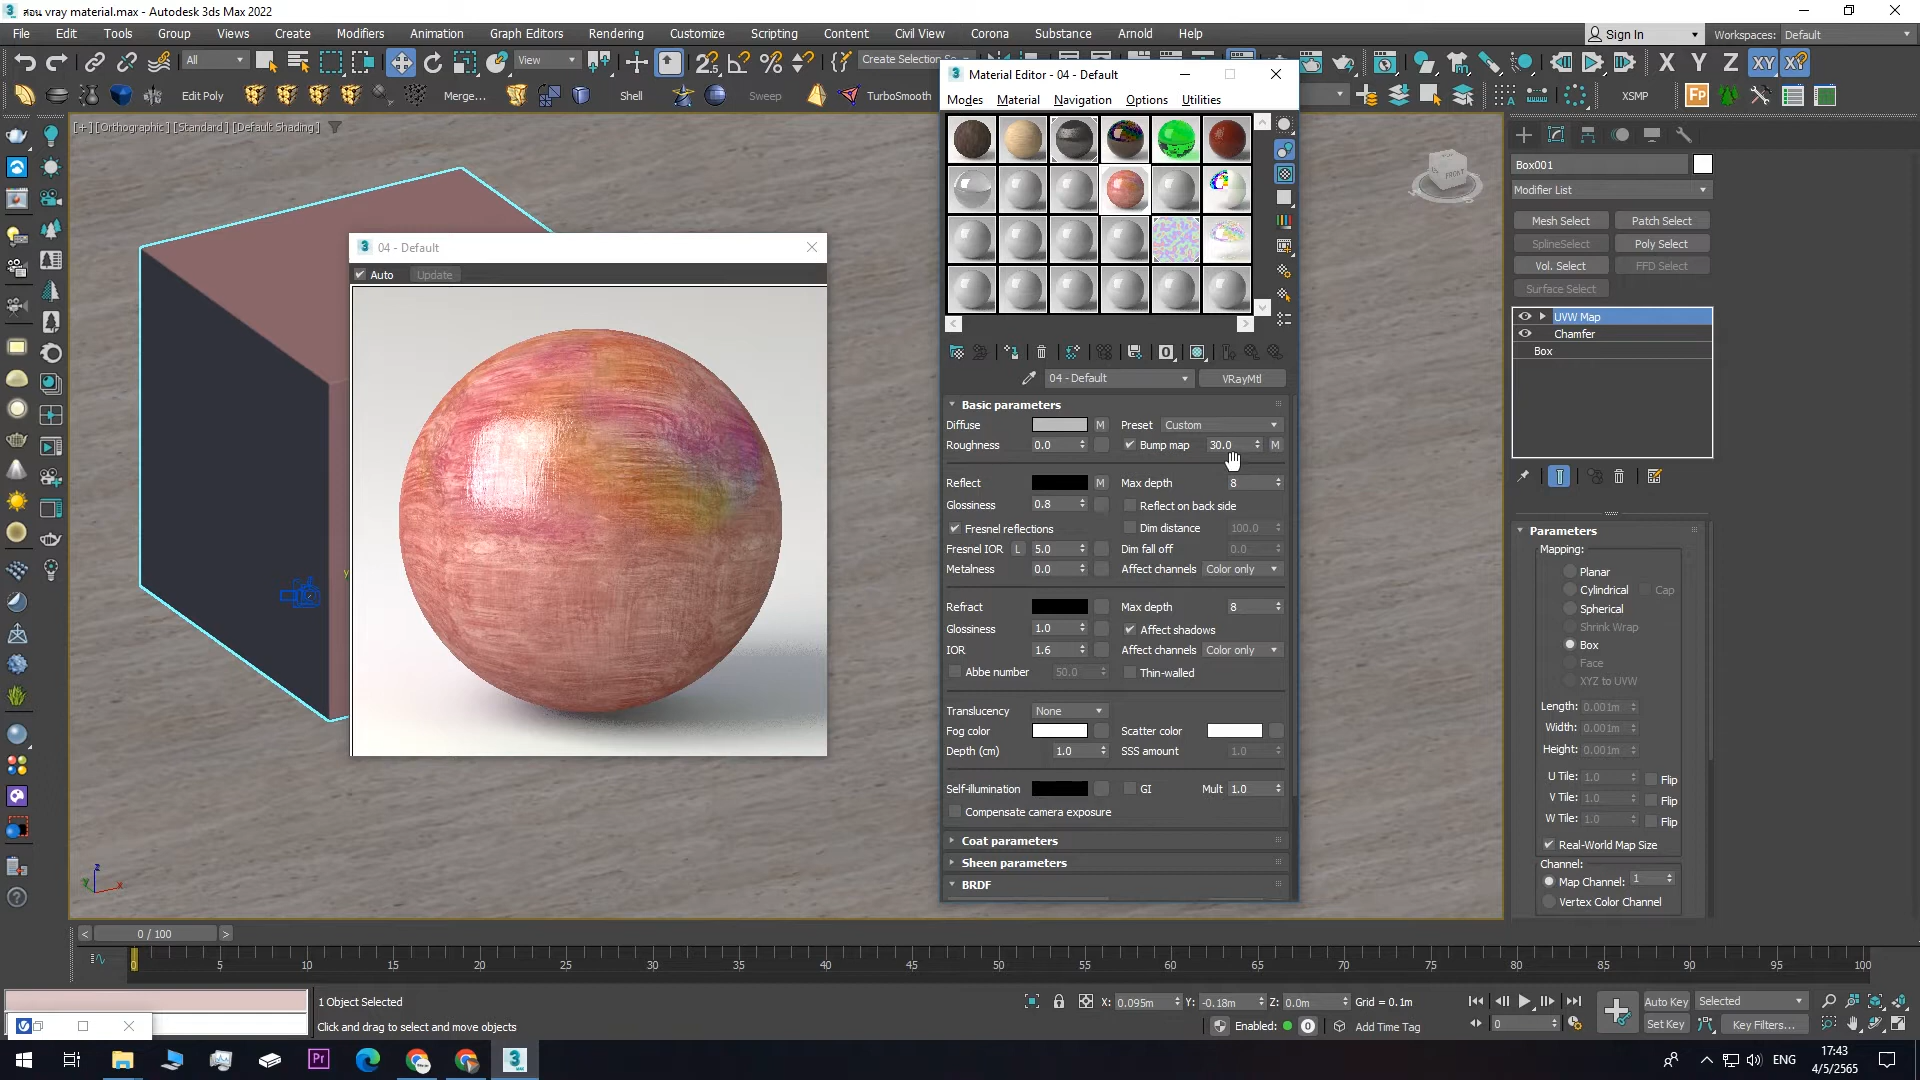 สอน vray material.max - Autodesk 3ds Max 2022
File Edit Tools Group Views Create Modifiers Animation Graph Editors Rendering Customize Scripting Content Civil View Corona Substance Arnold Help
Sign In
Workspaces: Default
All
View
Create Selection Se
X Y Z XY
Edit Poly
Merge...
Shell
Sweep
TurboSmooth
XSMP
Fp
[+] [Orthographic] [Standard] [Default Shading]
FRONT
04 - Default
Auto Update
Material Editor - 04 - Default
Modes Material Navigation Options Utilities
04 - Default
VRayMtl
Basic parameters
Diffuse M Preset Custom
Roughness 0.0 Bump map 30.0 M
Reflect M Max depth 8
Glossiness 0.8 Reflect on back side
Fresnel reflections Dim distance 100.0
Fresnel IOR L 5.0 Dim fall off 0.0
Metalness 0.0 Affect channels Color only
Refract Max depth 8
Glossiness 1.0 Affect shadows
IOR 1.6 Affect channels Color only
Abbe number 50.0 Thin-walled
Translucency None
Fog color Scatter color
Depth (cm) 1.0 SSS amount 1.0
Self-illumination GI Mult 1.0
Compensate camera exposure
Coat parameters
Sheen parameters
BRDF
Box001
Modifier List
Mesh Select Patch Select
SplineSelect Poly Select
Vol. Select FFD Select
Surface Select
UVW Map
Chamfer
Box
Parameters
Mapping:
Planar
Cylindrical Cap
Spherical
Shrink Wrap
Box
Face
XYZ to UVW
Length: 0.001m
Width: 0.001m
Height: 0.001m
U Tile: 1.0 Flip
V Tile: 1.0 Flip
W Tile: 1.0 Flip
Real-World Map Size
Channel:
Map Channel: 1
Vertex Color Channel
< 0 / 100 >
0 5 10 15 20 25 30 35 40 45 50 55 60 65 70 75 80 85 90 95 100
1 Object Selected
X: 0.095m Y: -0.18m Z: 0.0m Grid = 0.1m
Auto Key Selected
Click and drag to select and move objects
Enabled: 0 Add Time Tag
0
Set Key Key Filters...
Pr
3
ENG
17:43
4/5/2565